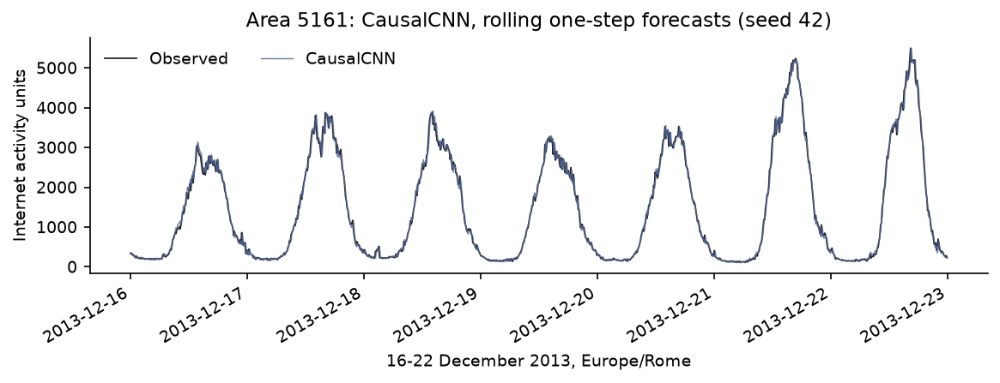 Area 5161: CausalCNN, rolling one-step forecasts (seed 42)
Observed
CausalCNN
Internet activity units
5000
4000
3000
2000
1000
0
2013-12-16
2013-12-17
2013-12-18
2013-12-19
2013-12-20
2013-12-21
2013-12-22
2013-12-23
16-22 December 2013, Europe/Rome